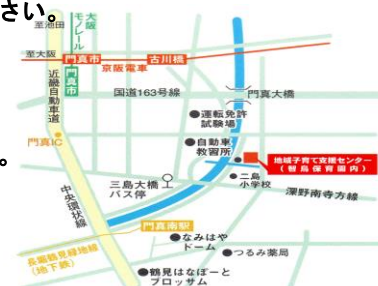 さい。
至池田
大阪モノレール
門真市
至大阪
門真市
古川橋
京阪電車
近畿自動車道
国道163号線
門真大橋
●運転免許
試験場
●自動車
教習所
門真IC
地域子育て支援センター
(智鳥保育園内)
●二島
小学校
三島大橋
バス停
深野南寺方線
中央環状線
門真南駅
●なみはや
ドーム
●つるみ薬局
長堀鶴見緑地線
(地下鉄)
●鶴見はなぽーと
ブロッサム
。